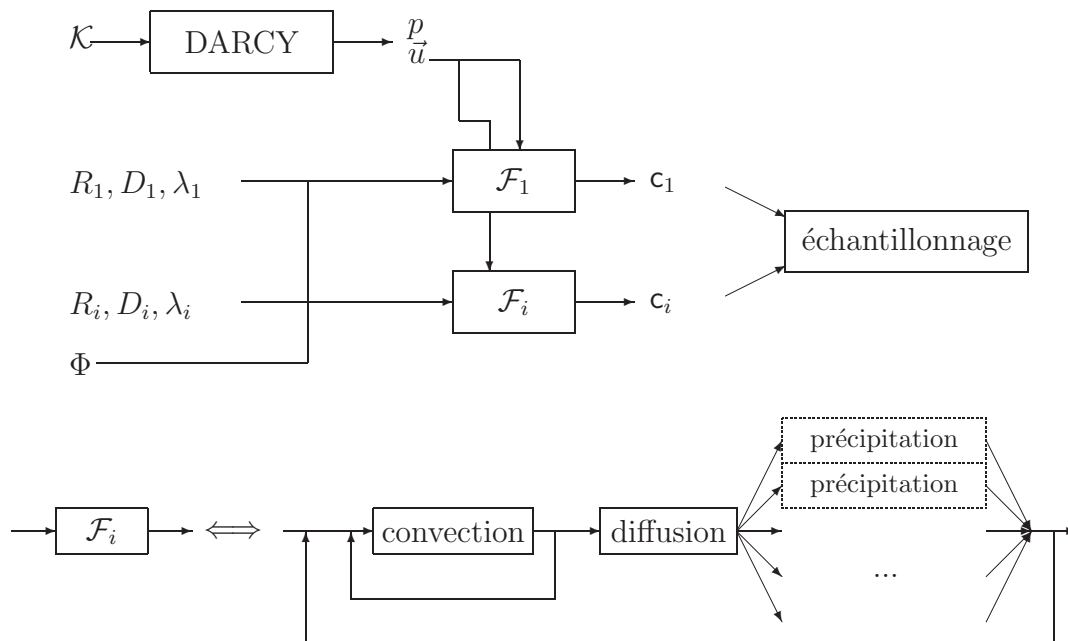 𝒦 DARCY p
u⃗
R₁, D₁, λ₁ ℱ₁ c₁
échantillonnage
Rᵢ, Dᵢ, λᵢ ℱᵢ cᵢ
Φ
précipitation
précipitation
ℱᵢ ⟺ convection diffusion
...